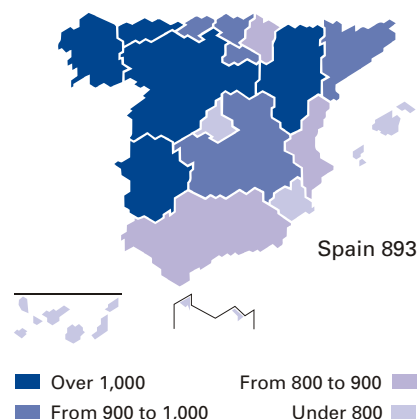 Spain 893
Over 1,000
From 800 to 900
From 900 to 1,000
Under 800